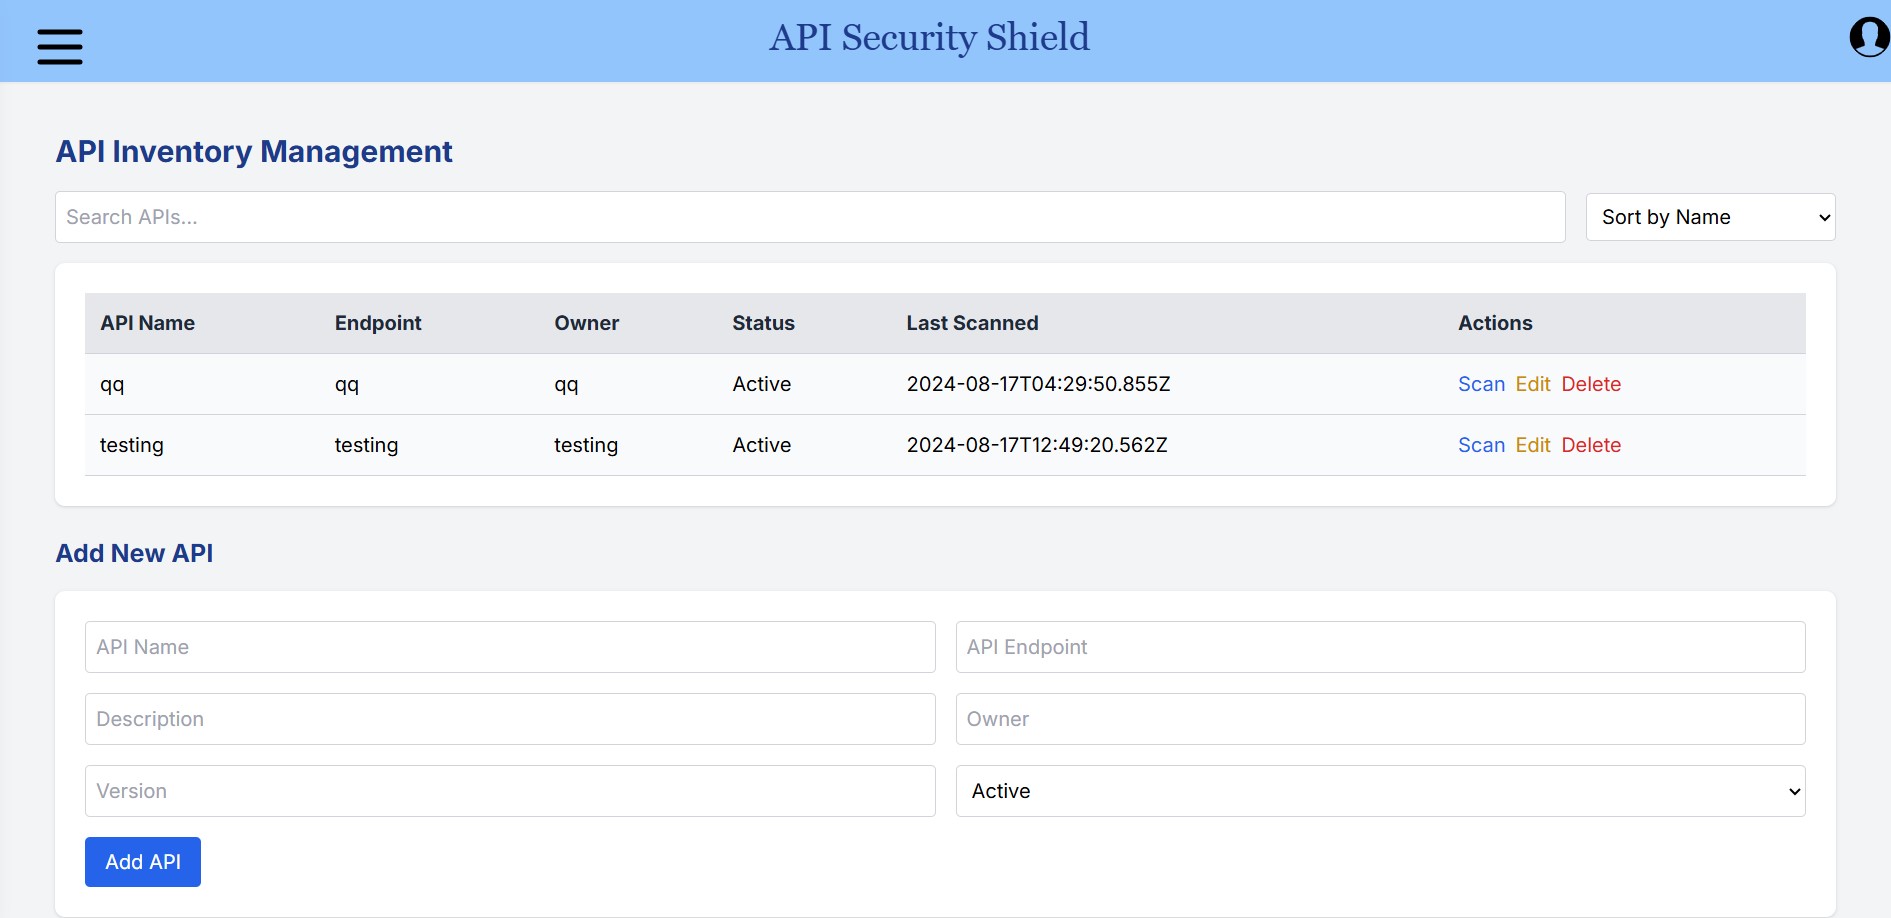 API Security Shield
API Inventory Management
Search APIs...
Sort by Name
API Name Endpoint Owner Status Last Scanned Actions
qq qq qq Active 2024-08-17T04:29:50.855Z Scan Edit Delete
testing testing testing Active 2024-08-17T12:49:20.562Z Scan Edit Delete
Add New API
API Name API Endpoint
Description Owner
Version Active
Add API